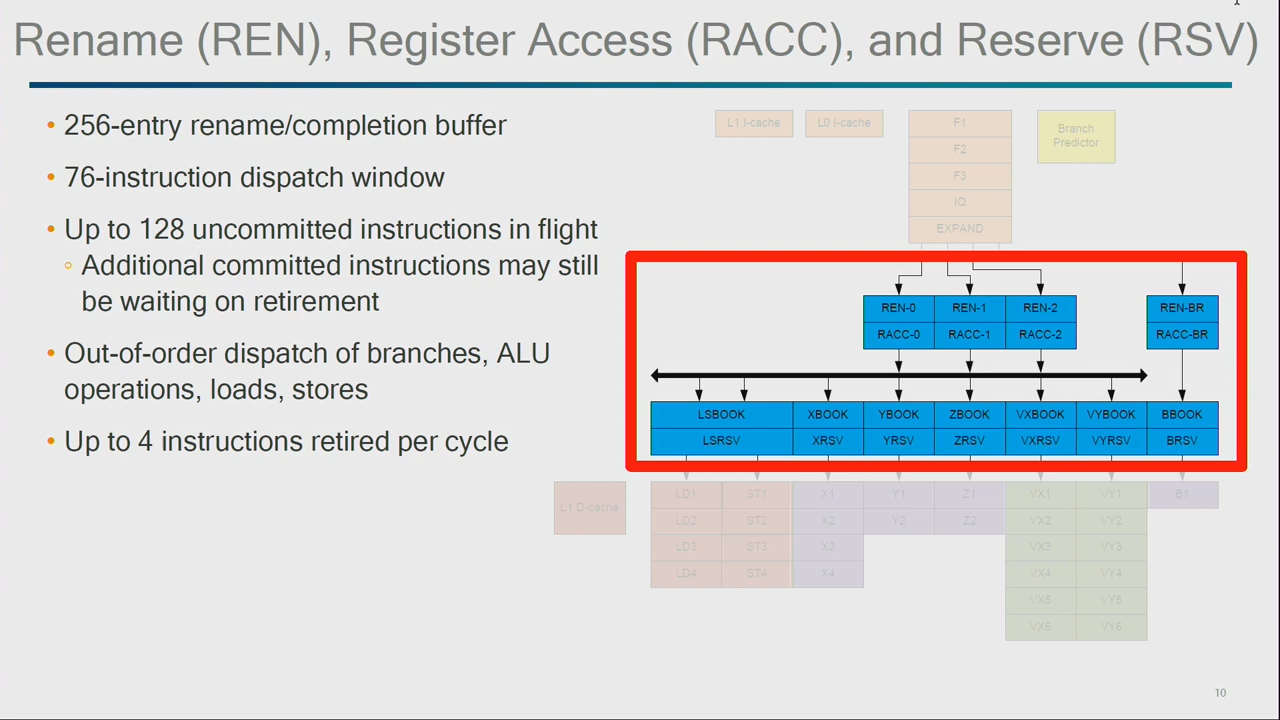 Rename (REN), Register Access (RACC), and Reserve (RSV)
• 256-entry rename/completion buffer
• 76-instruction dispatch window
• Up to 128 uncommitted instructions in flight
◦ Additional committed instructions may still
be waiting on retirement
• Out-of-order dispatch of branches, ALU
operations, loads, stores
• Up to 4 instructions retired per cycle
L1 I-cache L0 I-cache F1 Branch
Predictor
F2
F3
IQ
EXPAND
REN-0 REN-1 REN-2 REN-BR
RACC-0 RACC-1 RACC-2 RACC-BR
LSBOOK XBOOK YBOOK ZBOOK VXBOOK VYBOOK BBOOK
LSRSV XRSV YRSV ZRSV VXRSV VYRSV BRSV
L1 D-cache LD1 ST1 X1 Y1 Z1 VX1 VY1 B1
LD2 ST2 X2 Y2 Z2 VX2 VY2
LD3 ST3 X3 VX3 VY3
LD4 ST4 X4 VX4 VY4
VX5 VY5
VX6 VY6
10